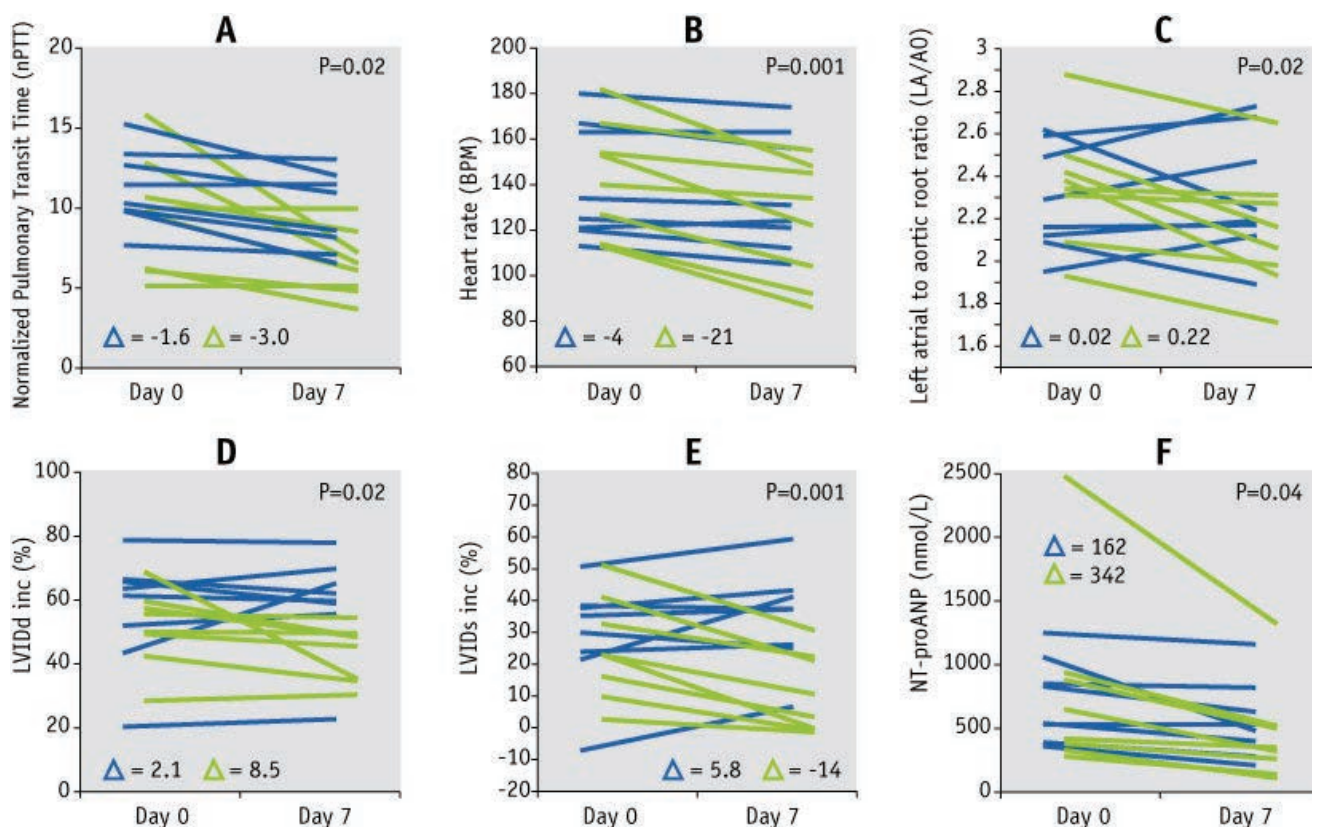 A
Normalized Pulmonary Transit Time (nPTT)
20
15
10
5
0
P=0.02
△ = -1.6 △ = -3.0
Day 0 Day 7
B
Heart rate (BPM)
200
180
160
140
120
100
80
60
P=0.001
△ = -4 △ = -21
Day 0 Day 7
C
Left atrial to aortic root ratio (LA/AO)
3
2.8
2.6
2.4
2.2
2
1.8
1.6
P=0.02
△ = 0.02 △ = 0.22
Day 0 Day 7
D
LVIDd inc (%)
100
80
60
40
20
0
P=0.02
△ = 2.1 △ = 8.5
Day 0 Day 7
E
LVIDs inc (%)
80
70
60
50
40
30
20
10
0
-10
-20
P=0.001
△ = 5.8 △ = -14
Day 0 Day 7
F
NT-proANP (nmol/L)
2500
2000
1500
1000
500
0
P=0.04
△ = 162
△ = 342
Day 0 Day 7